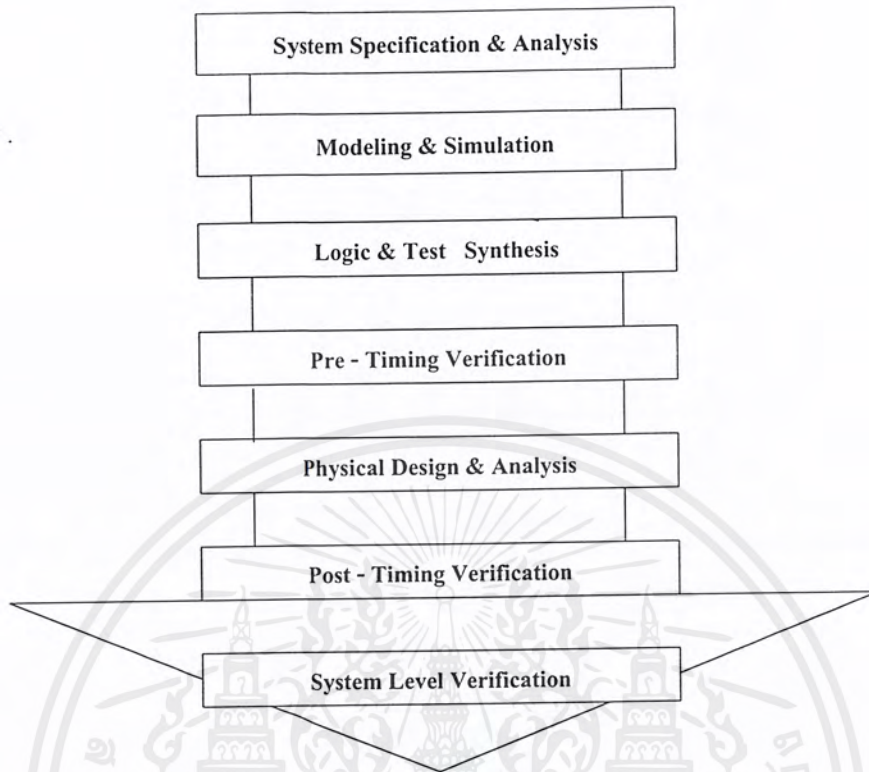 System Specification & Analysis
Modeling & Simulation
Logic & Test Synthesis
Pre - Timing Verification
Physical Design & Analysis
Post - Timing Verification
System Level Verification